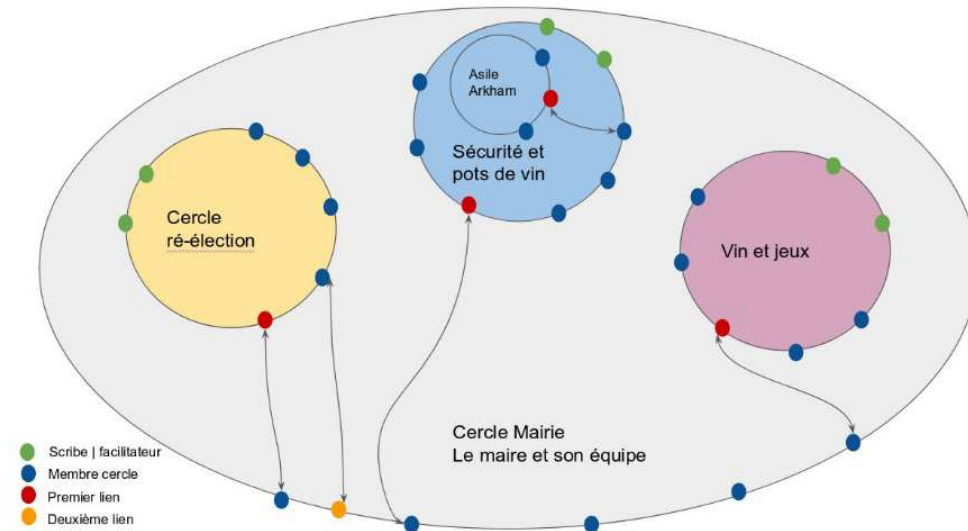 Asile
Arkham
Sécurité et
pots de vin
Cercle
ré-élection
Vin et jeux
Cercle Mairie
Le maire et son équipe
Scribe | facilitateur
Membre cercle
Premier lien
Deuxième lien